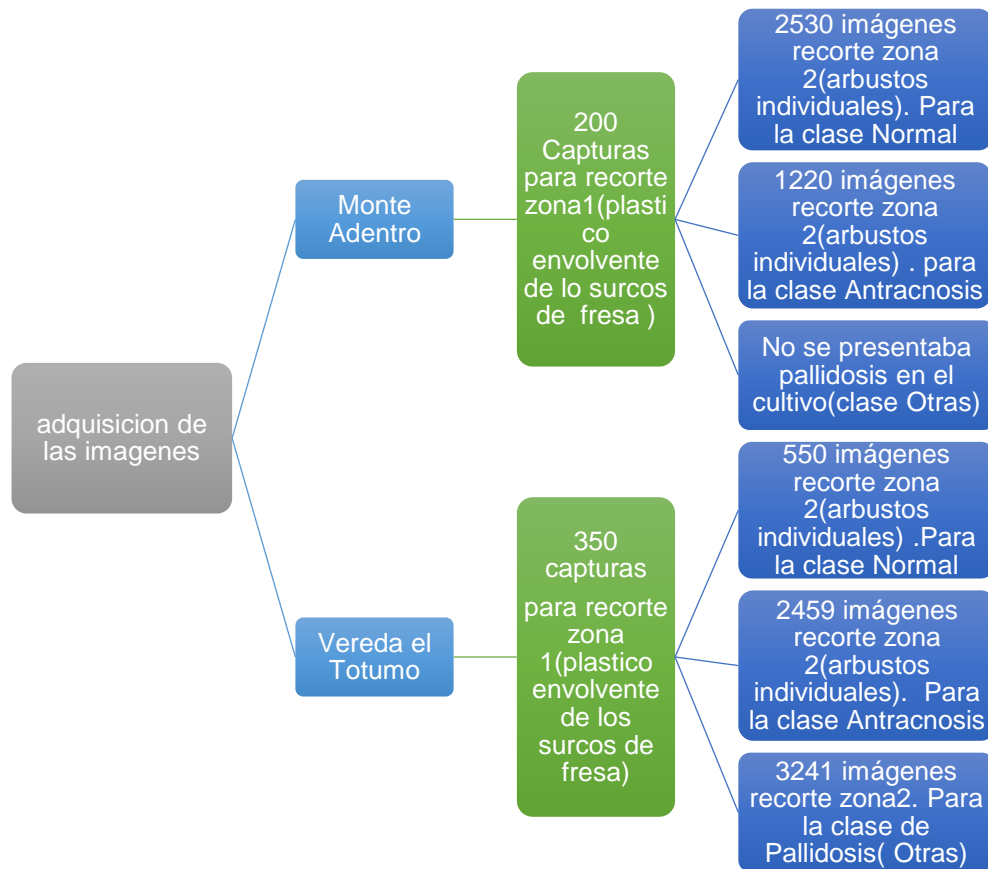 adquisicion de
las imagenes
Monte
Adentro
200
Capturas
para recorte
zona1(plasti
co
envolvente
de lo surcos
de fresa )
2530 imágenes
recorte zona
2(arbustos
individuales). Para
la clase Normal
1220 imágenes
recorte zona
2(arbustos
individuales) . para
la clase Antracnosis
No se presentaba
pallidosis en el
cultivo(clase Otras)
Vereda el
Totumo
350
capturas
para recorte
zona
1(plastico
envolvente
de los
surcos de
fresa)
550 imágenes
recorte zona
2(arbustos
individuales) .Para
la clase Normal
2459 imágenes
recorte zona
2(arbustos
individuales). Para
la clase Antracnosis
3241 imágenes
recorte zona2. Para
la clase de
Pallidosis( Otras)